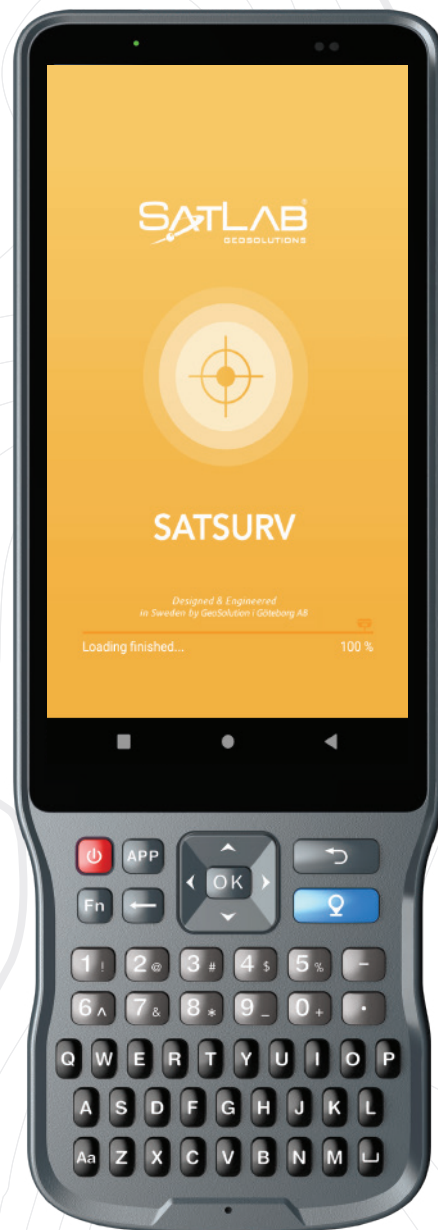 SATLAB®
GEOSOLUTIONS
SATSURV
Designed & Engineered
in Sweden by GeoSolution i Göteborg AB
Loading finished... 100 %
APP
OK
Fn
1 ! 2 @ 3 # 4 $ 5 % -
6 ^ 7 & 8 * 9 _ 0 + .
Q W E R T Y U I O P
A S D F G H J K L
Aa Z X C V B N M